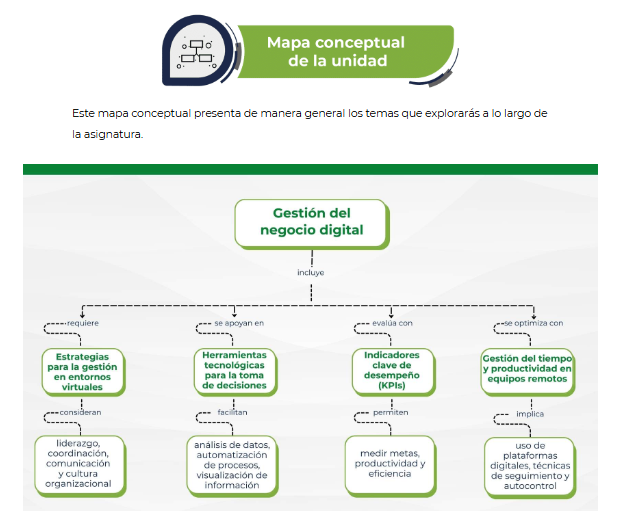 Mapa conceptual
de la unidad
Este mapa conceptual presenta de manera general los temas que explorarás a lo largo de
la asignatura.
Gestión del
negocio digital
incluye
requiere
Estrategias
para la gestión
en entornos
virtuales
consideran
liderazgo,
coordinación,
comunicación
y cultura
organizacional
se apoyan en
Herramientas
tecnológicas
para la toma
de decisiones
facilitan
análisis de datos,
automatización
de procesos,
visualización de
información
evalúa con
Indicadores
clave de
desempeño
(KPIs)
permiten
medir metas,
productividad y
eficiencia
se optimiza con
Gestión del tiempo
y productividad en
equipos remotos
implica
uso de
plataformas
digitales, técnicas
de seguimiento y
autocontrol